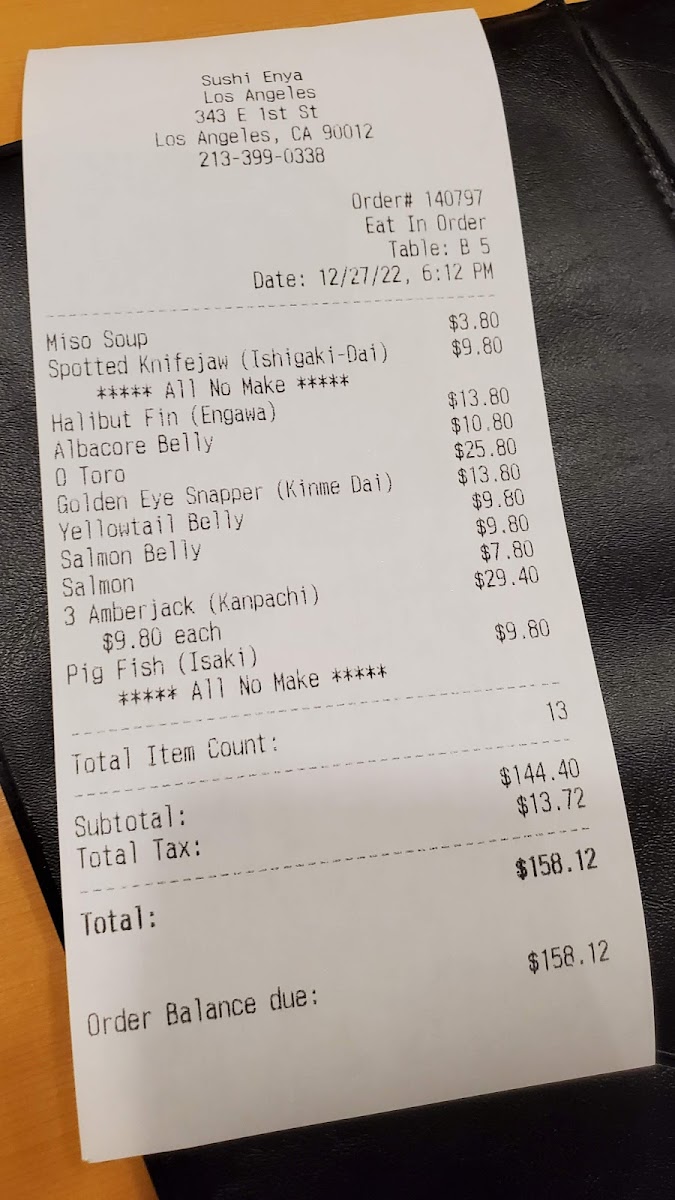 Sushi Enya
Los Angeles
343 E 1st St
Los Angeles, CA 90012
213-399-0338
Order# 140797
Eat In Order
Table: B 5
Date: 12/27/22, 6:12 PM
Miso Soup $3.80
Spotted Knifejaw (Ishigaki-Dai) $9.80
***** All No Make *****
Halibut Fin (Engawa) $13.80
Albacore Belly $10.80
O Toro $25.80
Golden Eye Snapper (Kinme Dai) $13.80
Yellowtail Belly $9.80
Salmon Belly $9.80
Salmon $7.80
3 Amberjack (Kanpachi) $29.40
$9.80 each
Pig Fish (Isaki) $9.80
***** All No Make *****
Total Item Count: 13
Subtotal: $144.40
Total Tax: $13.72
Total: $158.12
Order Balance due: $158.12